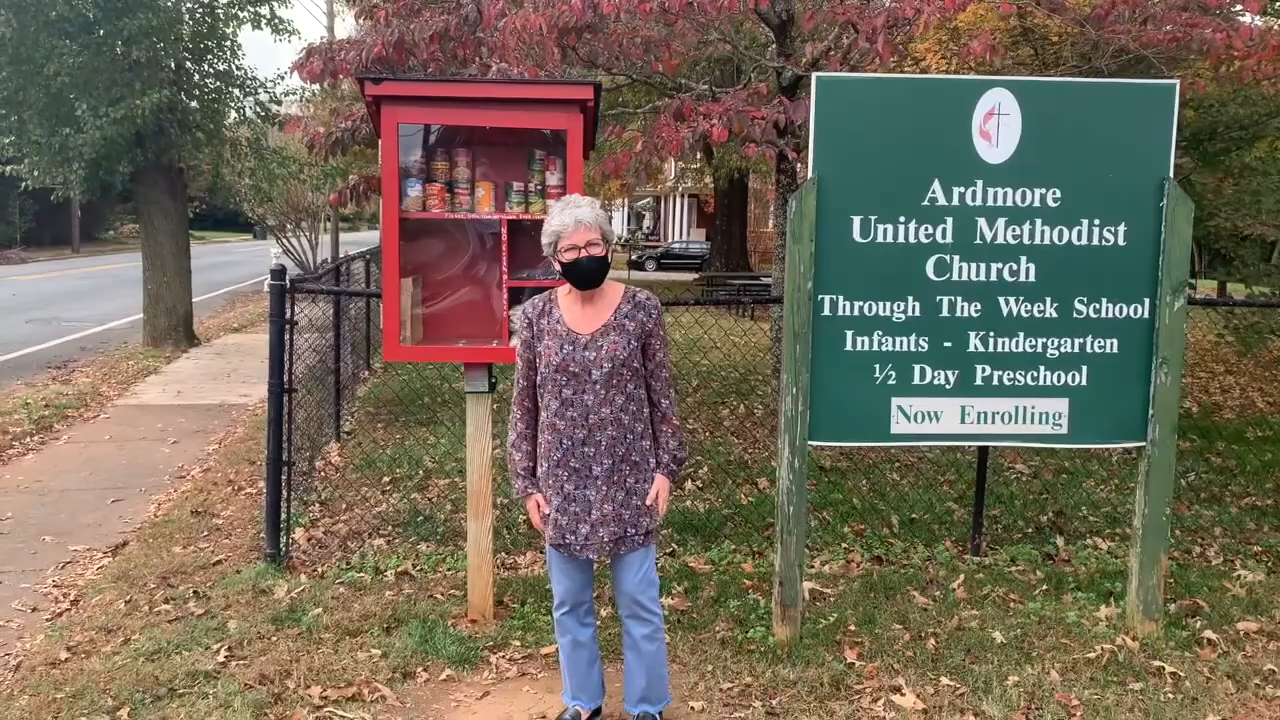 Ardmore
United Methodist
Church
Through The Week School
Infants - Kindergarten
½ Day Preschool
Now Enrolling